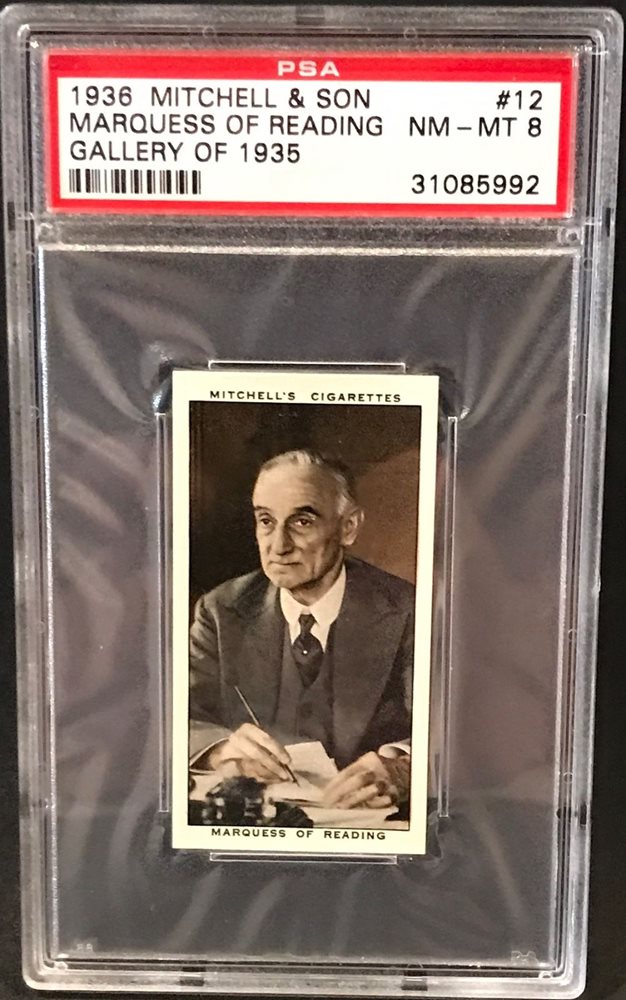 PSA
1936 MITCHELL & SON #12
MARQUESS OF READING NM-MT 8
GALLERY OF 1935
31085992
MITCHELL'S CIGARETTES
MARQUESS OF READING